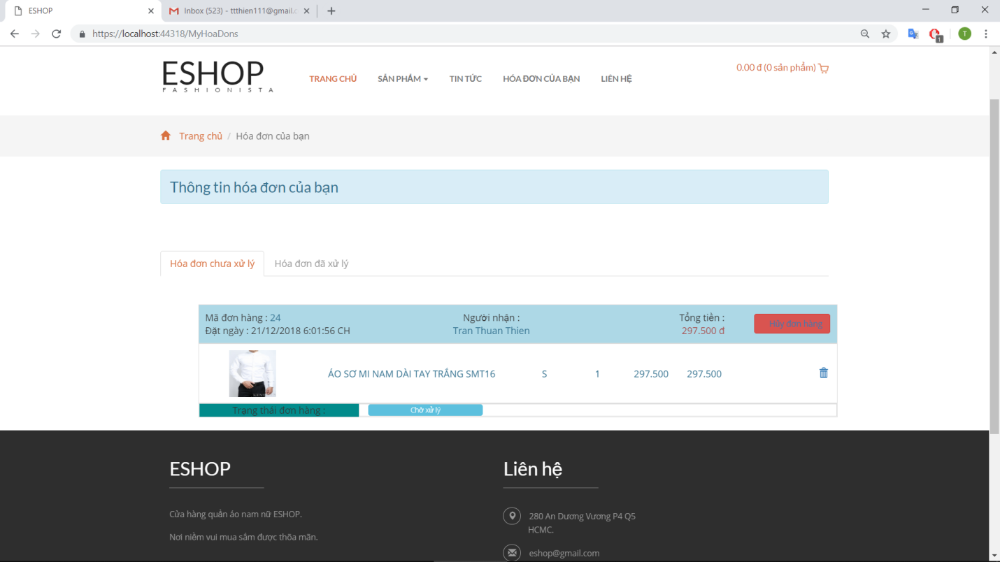 ESHOP
Inbox (523) - ttthien111@gmail.c
https://localhost:44318/MyHoaDons
1
T
ESHOP
FASHIONISTA
TRANG CHỦ
SẢN PHẨM
TIN TỨC
HÓA ĐƠN CỦA BẠN
LIÊN HỆ
0.00 đ (0 sản phẩm)
Trang chủ / Hóa đơn của bạn
Thông tin hóa đơn của bạn
Hóa đơn chưa xử lý
Hóa đơn đã xử lý
Mã đơn hàng : 24
Đặt ngày : 21/12/2018 6:01:56 CH
Người nhận :
Tran Thuan Thien
Tổng tiền :
297.500 đ
Hủy đơn hàng
ÁO SƠ MI NAM DÀI TAY TRẮNG SMT16
S
1
297.500
297.500
Trạng thái đơn hàng :
Chờ xử lý
ESHOP
Cửa hàng quần áo nam nữ ESHOP.
Nơi niềm vui mua sắm được thõa mãn.
Liên hệ
280 An Dương Vương P4 Q5
HCMC.
eshop@gmail.com